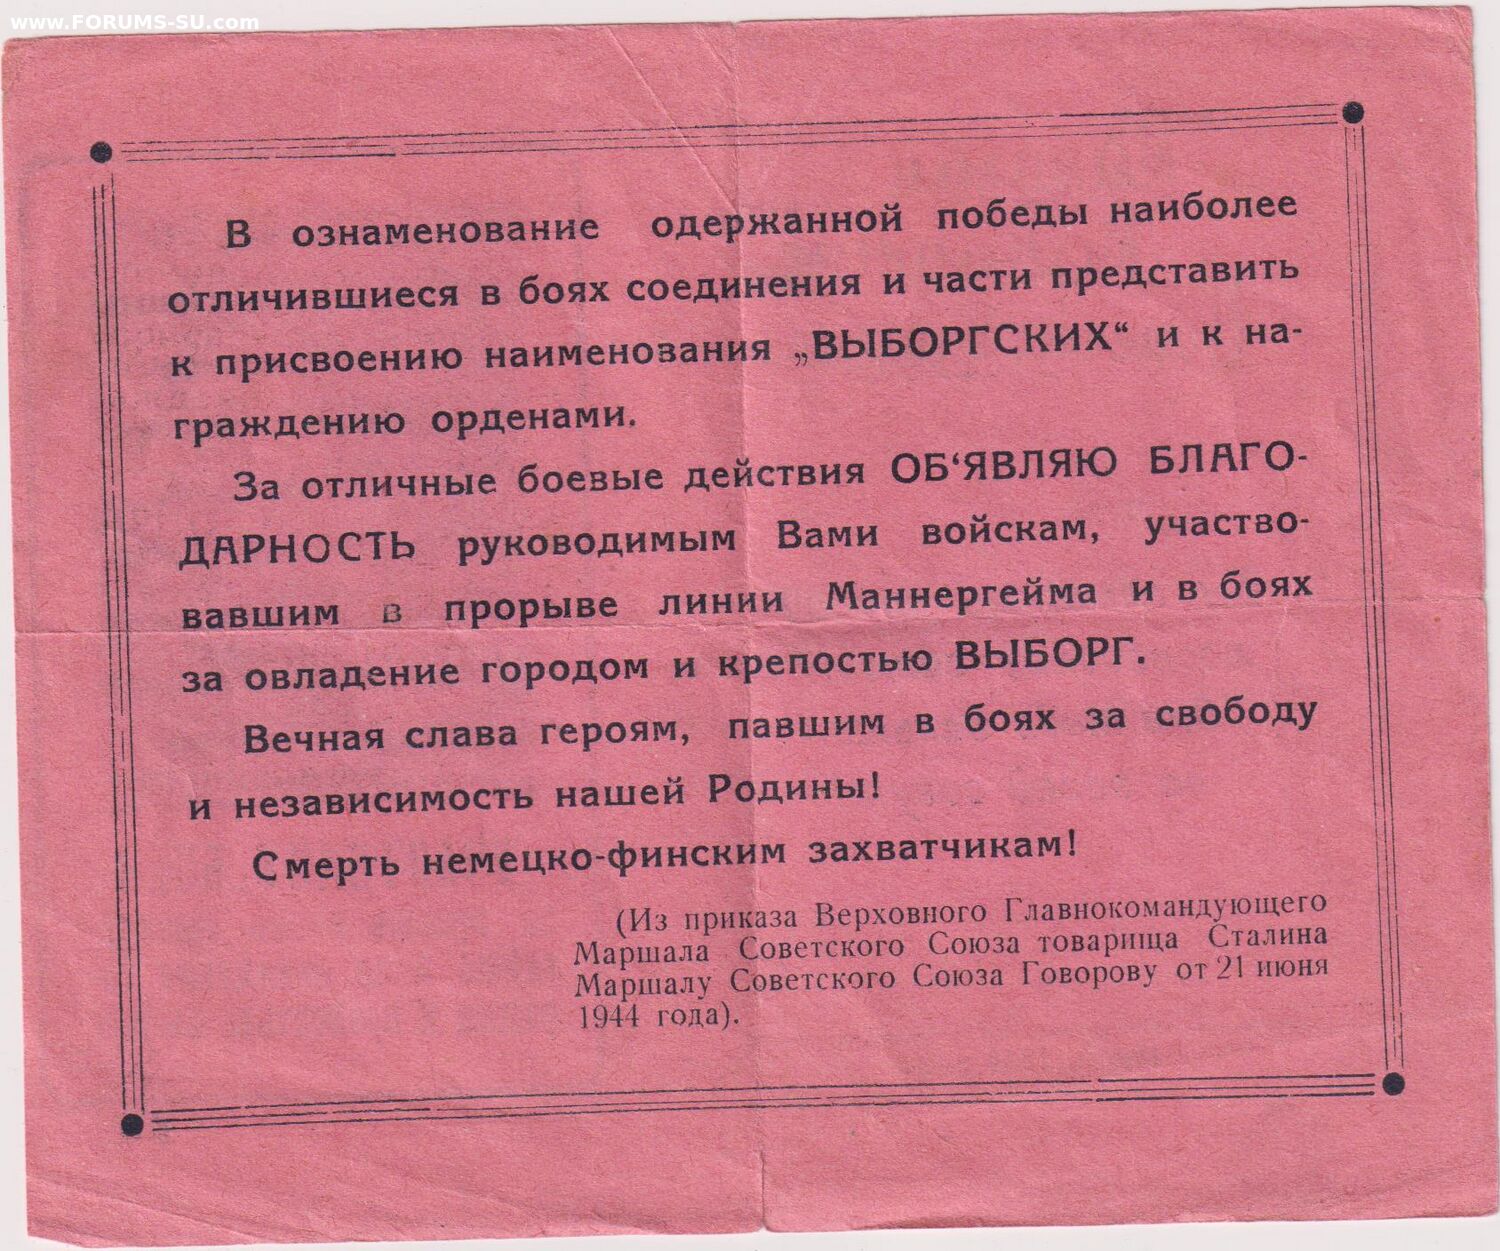 www.FORUMS-SU.com
В ознаменование одержанной победы наиболее
отличившиеся в боях соединения и части представить
к присвоению наименования „ВЫБОРГСКИХ“ и к на-
граждению орденами.
За отличные боевые действия ОБ‘ЯВЛЯЮ БЛАГО-
ДАРНОСТЬ руководимым Вами войскам, участво-
вавшим в прорыве линии Маннергейма и в боях
за овладение городом и крепостью ВЫБОРГ.
Вечная слава героям, павшим в боях за свободу
и независимость нашей Родины!
Смерть немецко-финским захватчикам!
(Из приказа Верховного Главнокомандующего
Маршала Советского Союза товарища Сталина
Маршалу Советского Союза Говорову от 21 июня
1944 года).